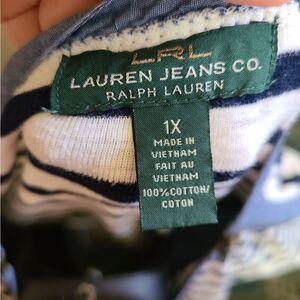 LRL
LAUREN JEANS CO.
RALPH LAUREN
1X
MADE IN
VIETNAM
FAIT AU
VIETNAM
100%COTTON/
COTON